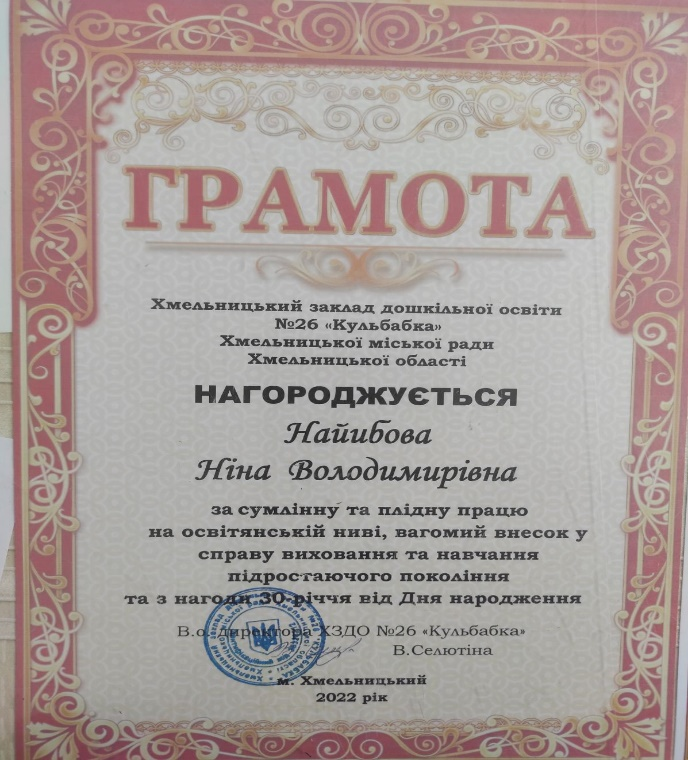 ГРАМОТА
Хмельницький заклад дошкільної освіти
№26 «Кульбабка»
Хмельницької міської ради
Хмельницької області
НАГОРОДЖУЄТЬСЯ
Найибова
Ніна Володимирівна
за сумлінну та плідну працю
на освітянській ниві, вагомий внесок у
справу виховання та навчання
підростаючого покоління
та з нагоди 30-річчя від Дня народження
В.о. директора ХЗДО №26 «Кульбабка»
В.Селютіна
м. Хмельницький
2022 рік